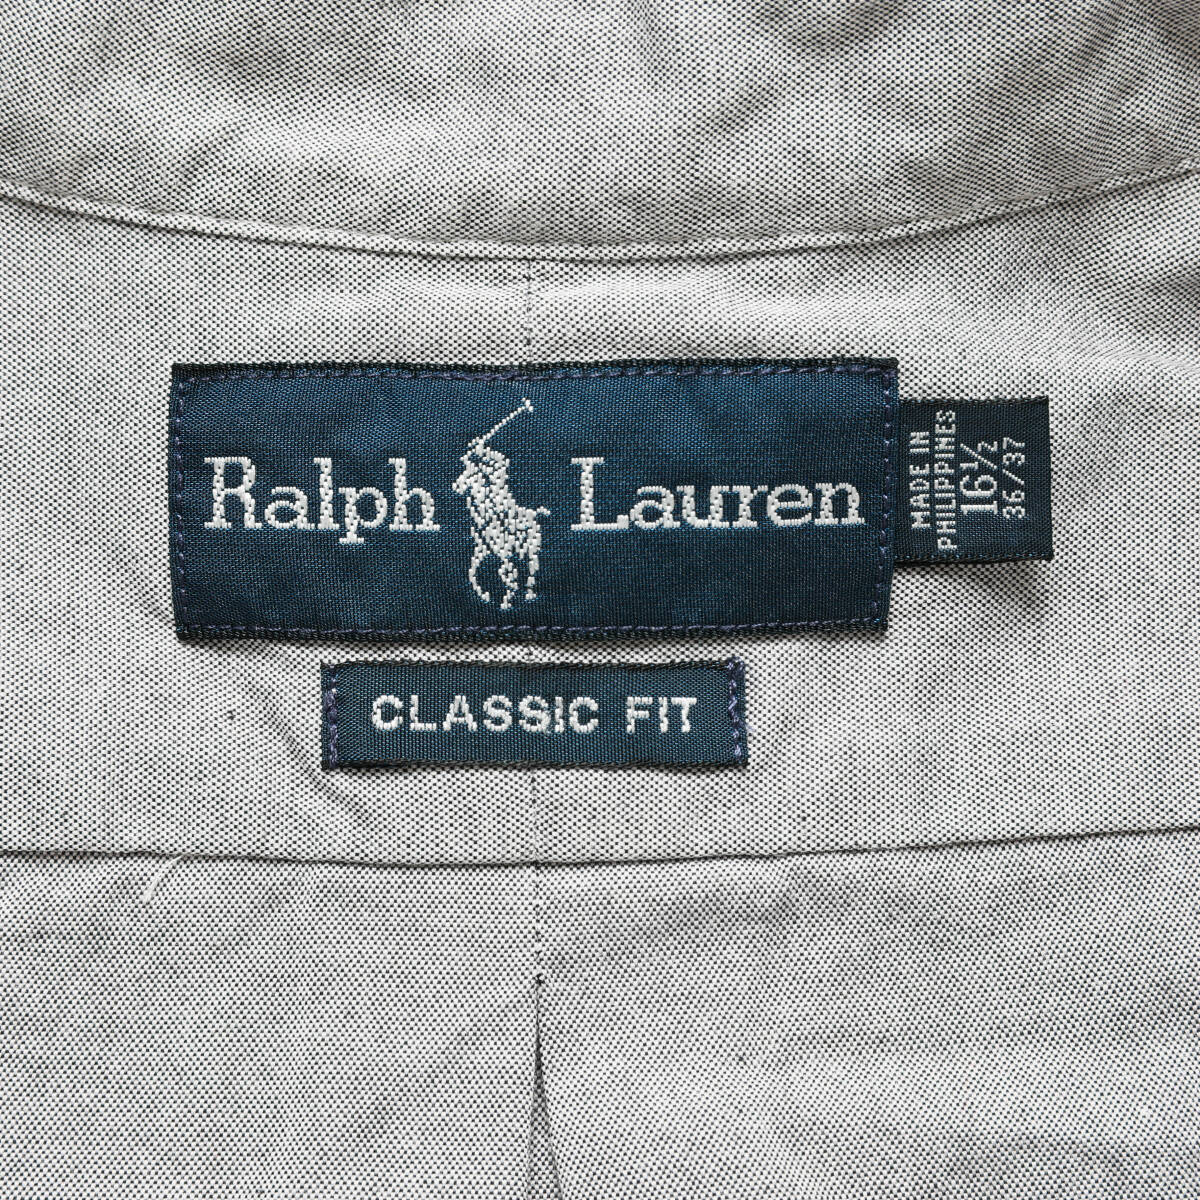 Ralph Lauren
CLASSIC FIT
MADE IN
PHILIPPINES
16½
36/37